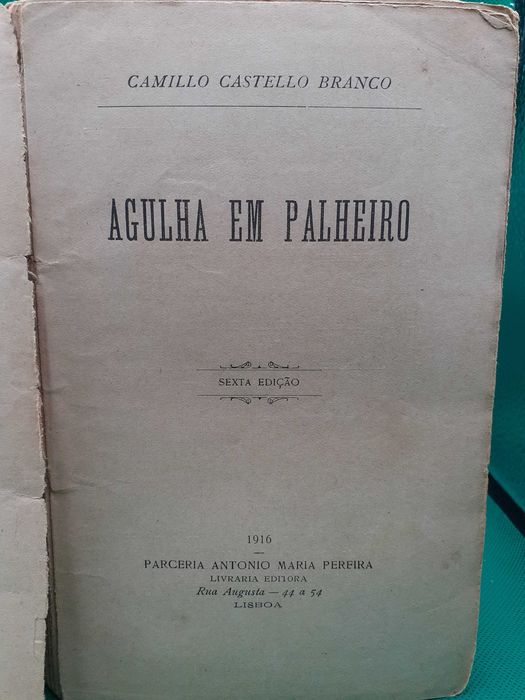 CAMILLO CASTELLO BRANCO
AGULHA EM PALHEIRO
SEXTA EDIÇÃO
1916
PARCERIA ANTONIO MARIA PEREIRA
LIVRARIA EDITORA
Rua Augusta — 44 a 54
LISBOA